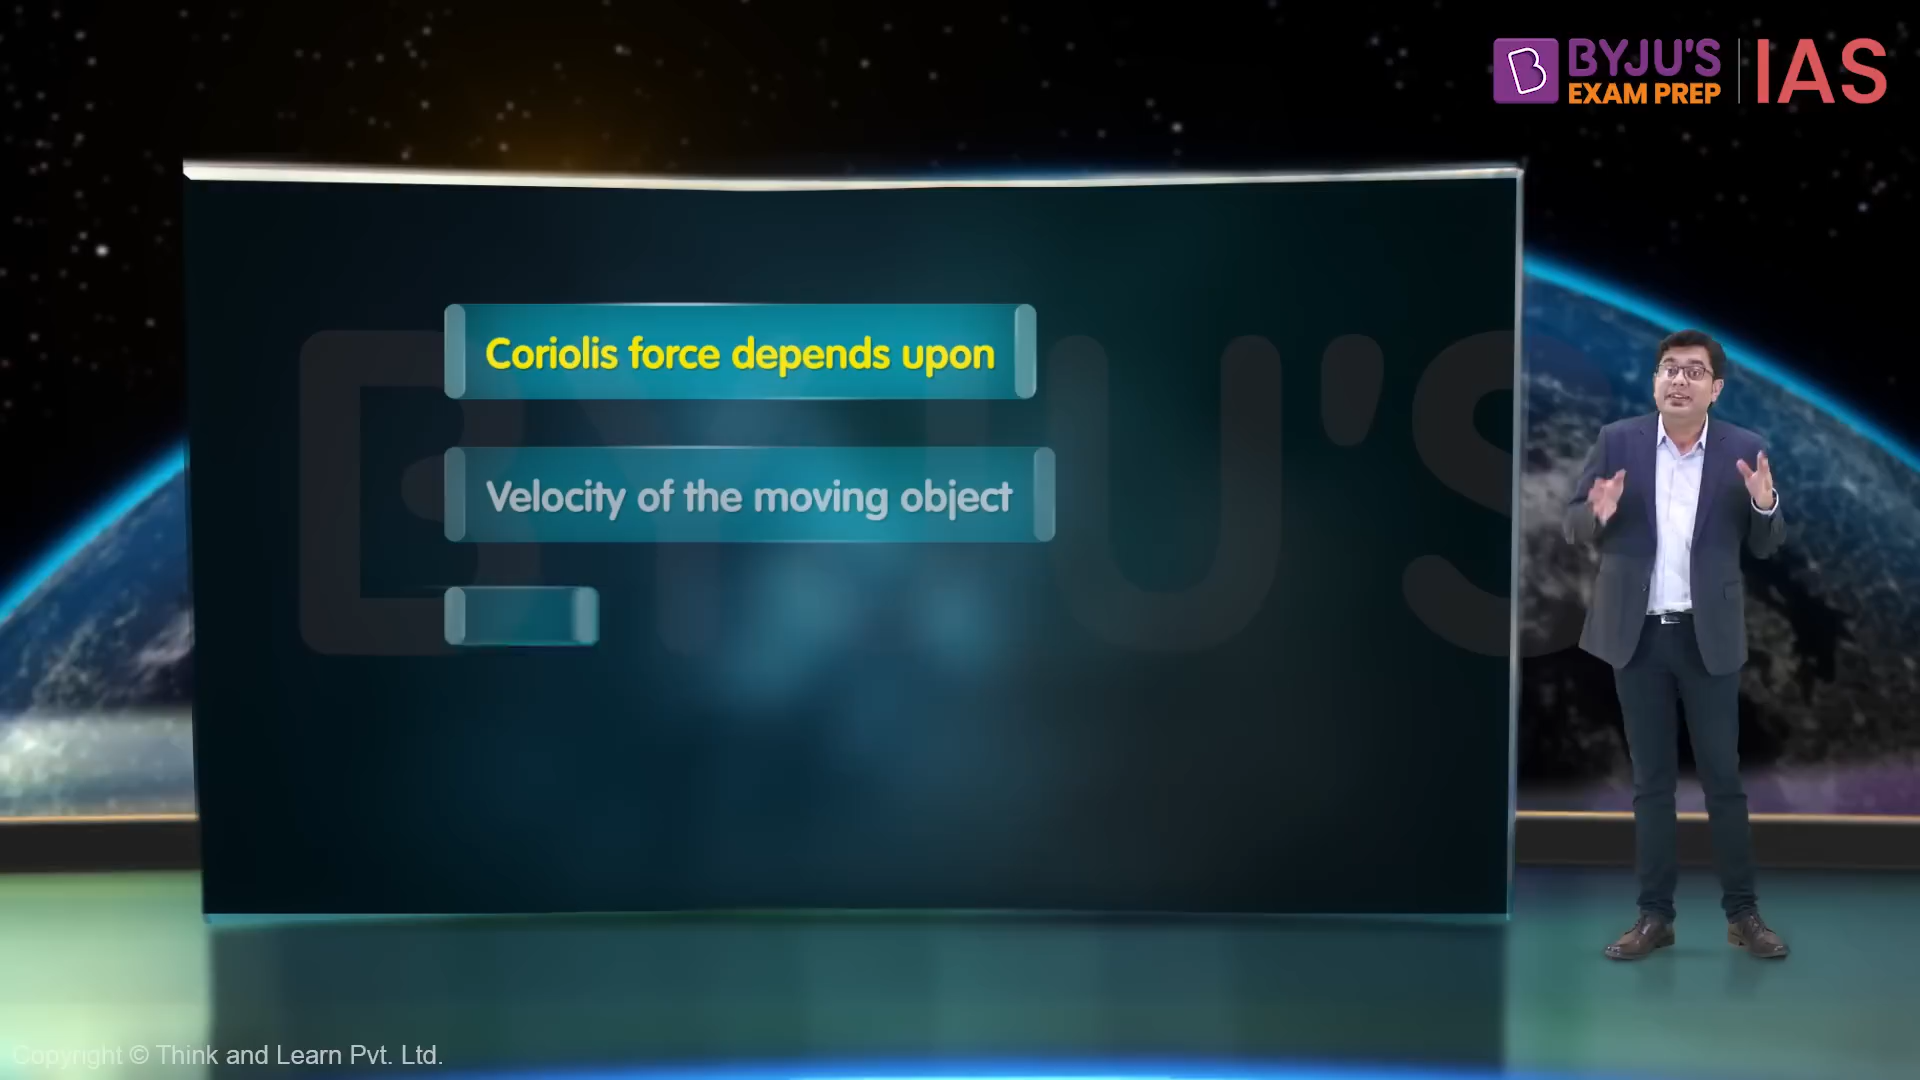 BYJU'S
EXAM PREP
IAS
Coriolis force depends upon
Velocity of the moving object
BYJU'S
Copyright © Think and Learn Pvt. Ltd.